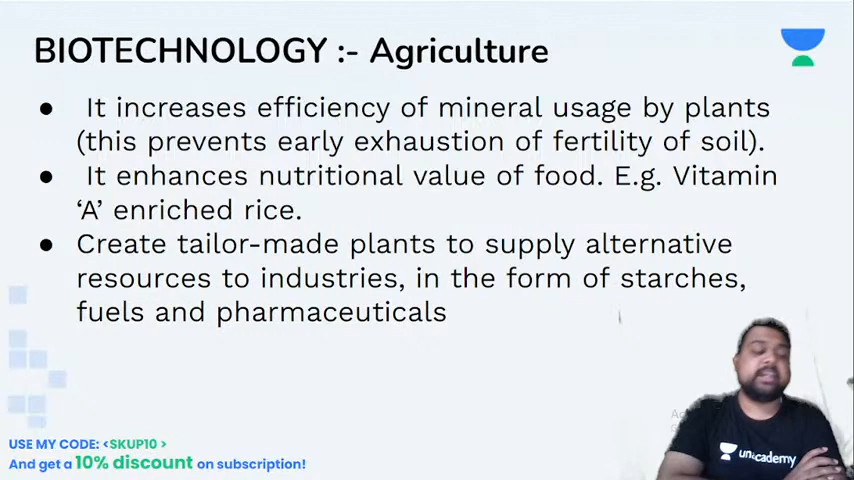 BIOTECHNOLOGY :- Agriculture
● It increases efficiency of mineral usage by plants
(this prevents early exhaustion of fertility of soil).
● It enhances nutritional value of food. E.g. Vitamin
‘A’ enriched rice.
● Create tailor-made plants to supply alternative
resources to industries, in the form of starches,
fuels and pharmaceuticals
USE MY CODE: <SKUP10 >
And get a 10% discount on subscription!
unacademy